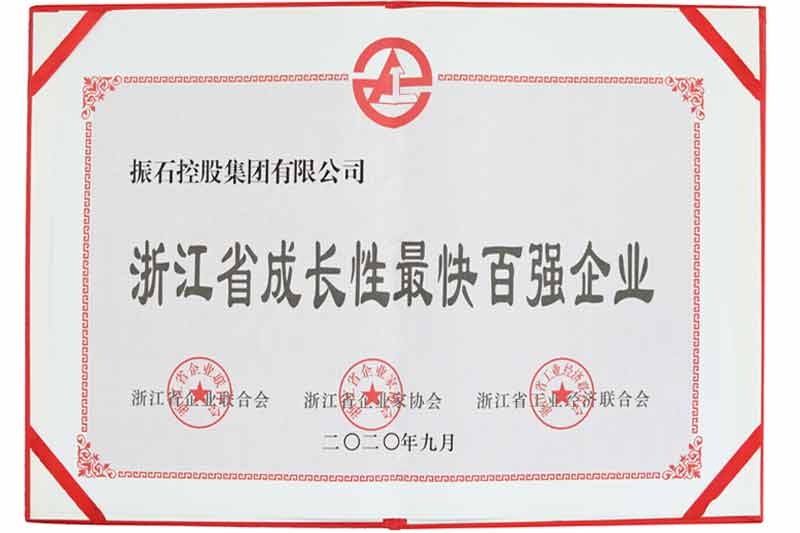 振石控股集团有限公司
浙江省成长性最快百强企业
浙江省企业联合会 浙江省企业家协会 浙江省工业经济联合会
二〇二〇年九月